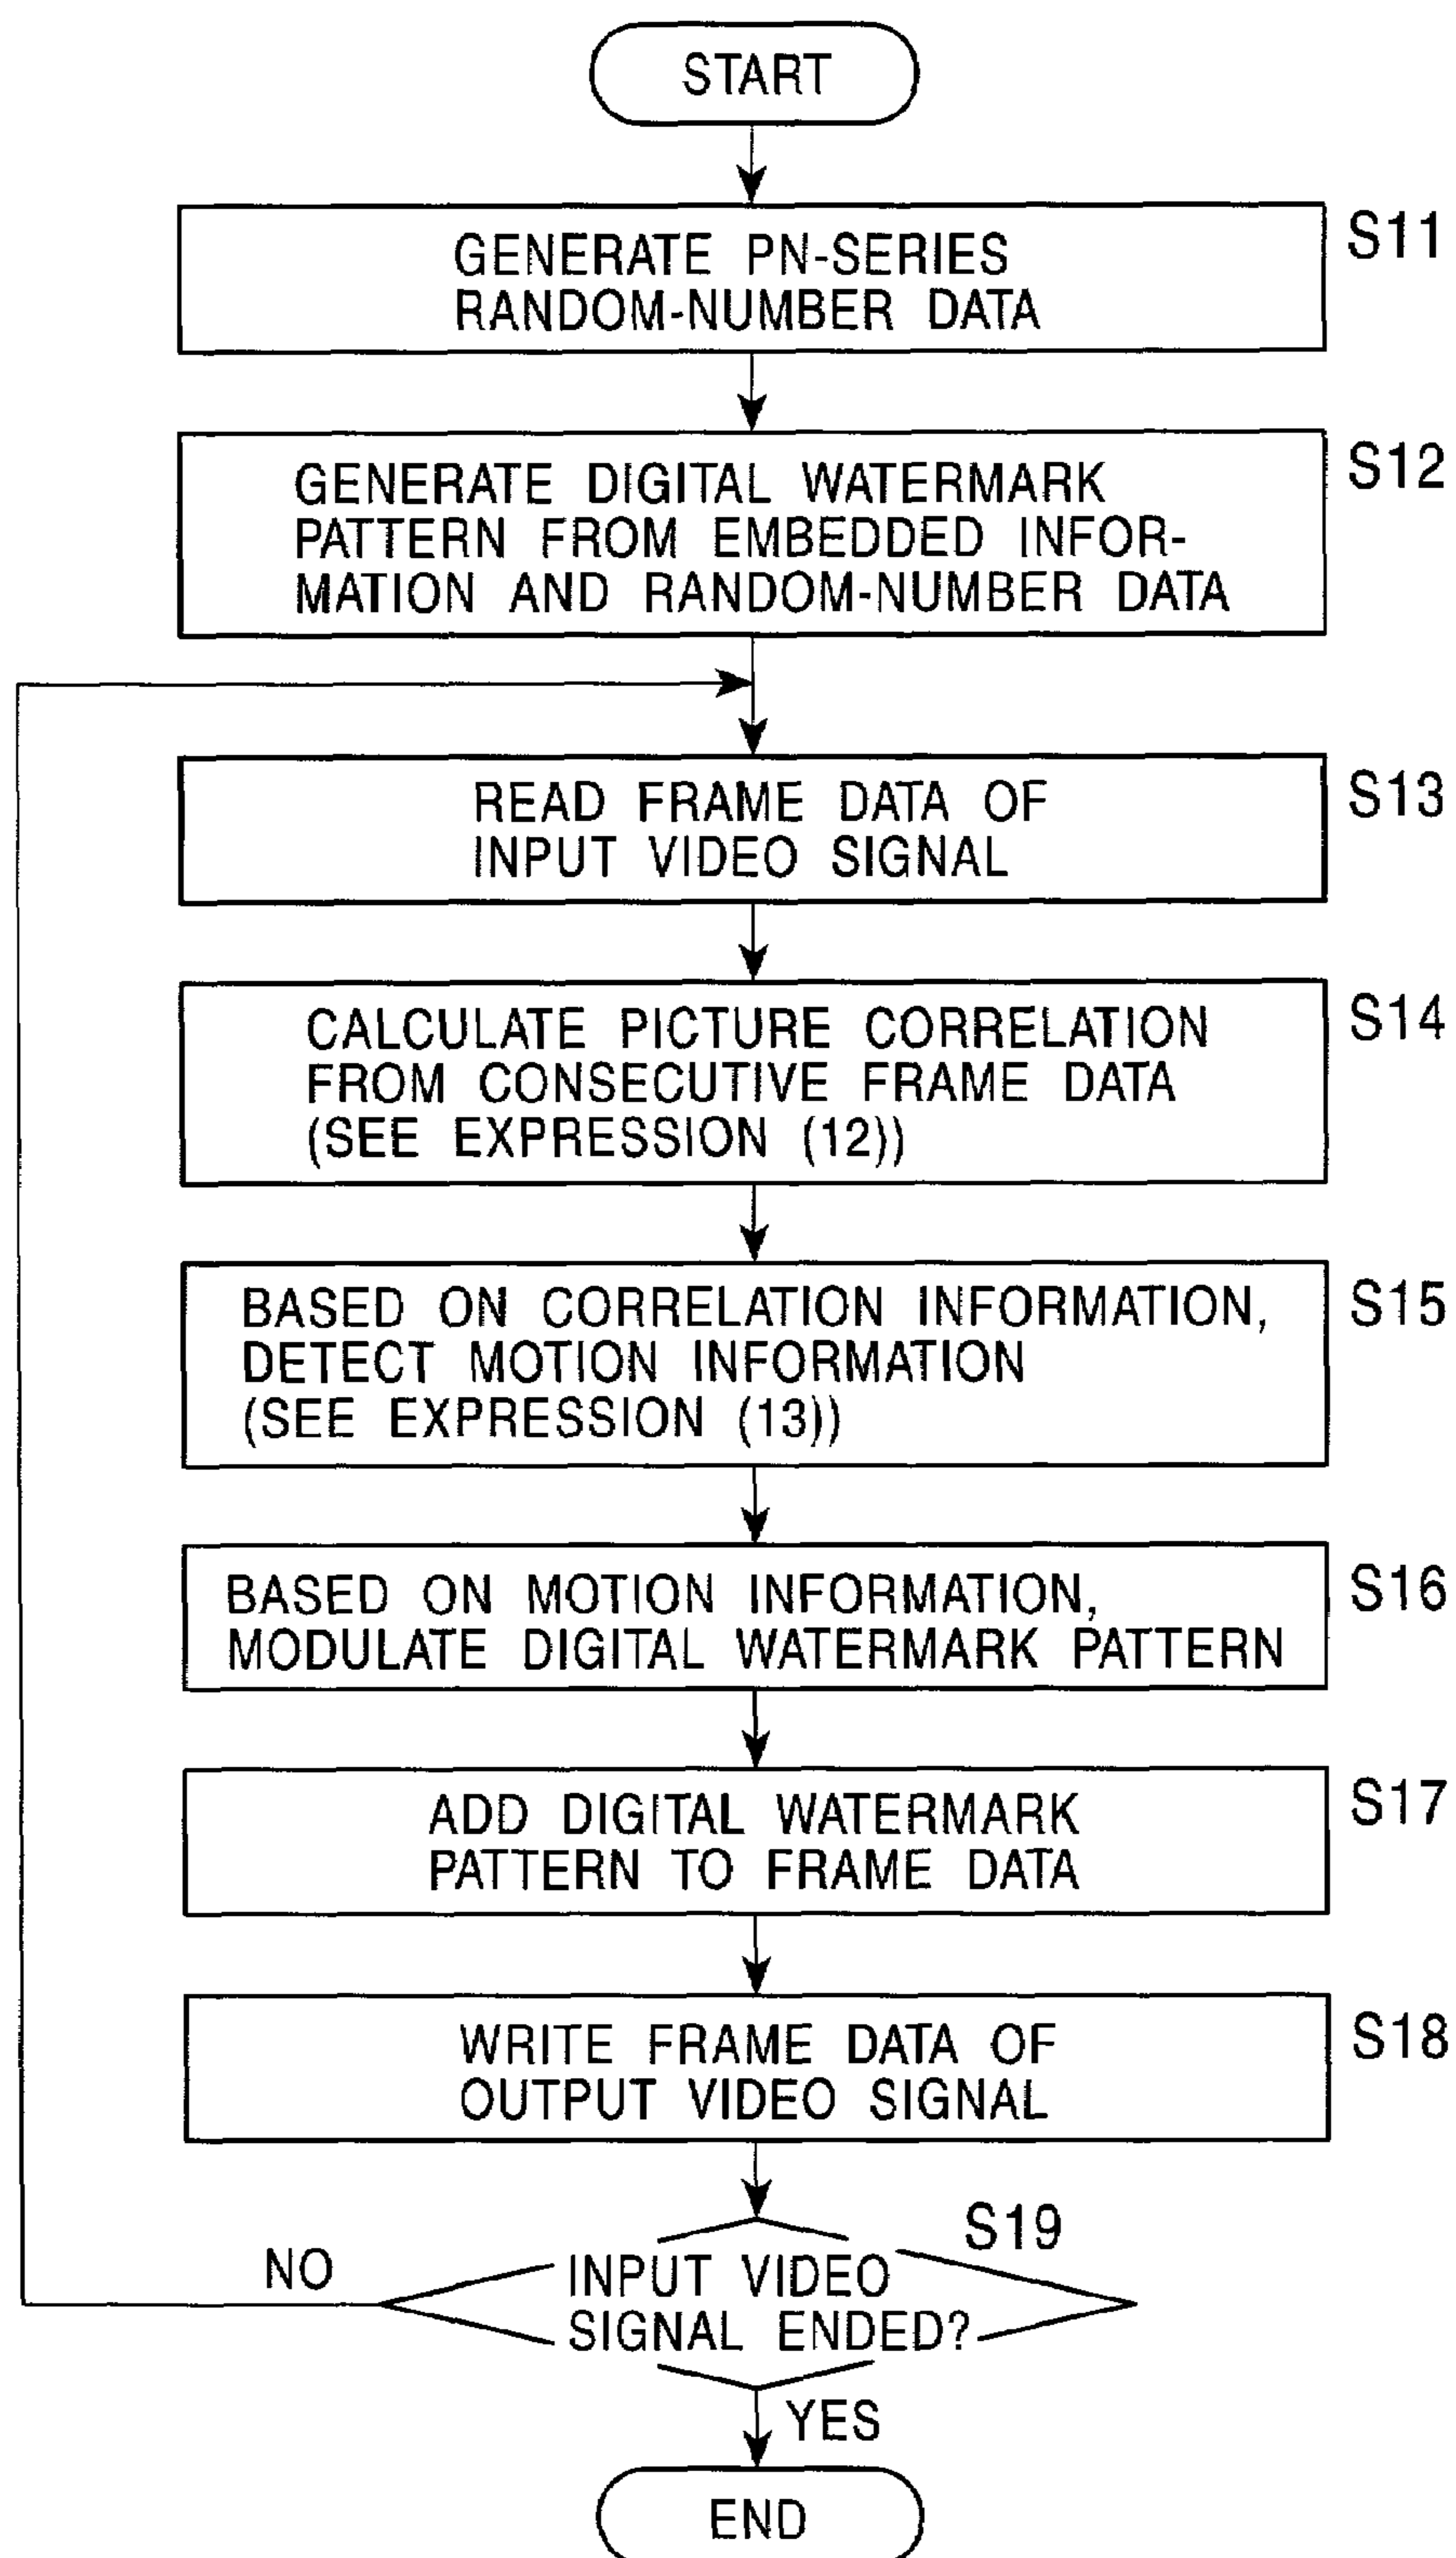 START
S11
GENERATE PN-SERIES
RANDOM-NUMBER DATA
S12
GENERATE DIGITAL WATERMARK
PATTERN FROM EMBEDDED INFOR-
MATION AND RANDOM-NUMBER DATA
S13
READ FRAME DATA OF
INPUT VIDEO SIGNAL
S14
CALCULATE PICTURE CORRELATION
FROM CONSECUTIVE FRAME DATA
(SEE EXPRESSION (12))
S15
BASED ON CORRELATION INFORMATION,
DETECT MOTION INFORMATION
(SEE EXPRESSION (13))
S16
BASED ON MOTION INFORMATION,
MODULATE DIGITAL WATERMARK PATTERN
S17
ADD DIGITAL WATERMARK
PATTERN TO FRAME DATA
S18
WRITE FRAME DATA OF
OUTPUT VIDEO SIGNAL
S19
NO
INPUT VIDEO
SIGNAL ENDED?
YES
END